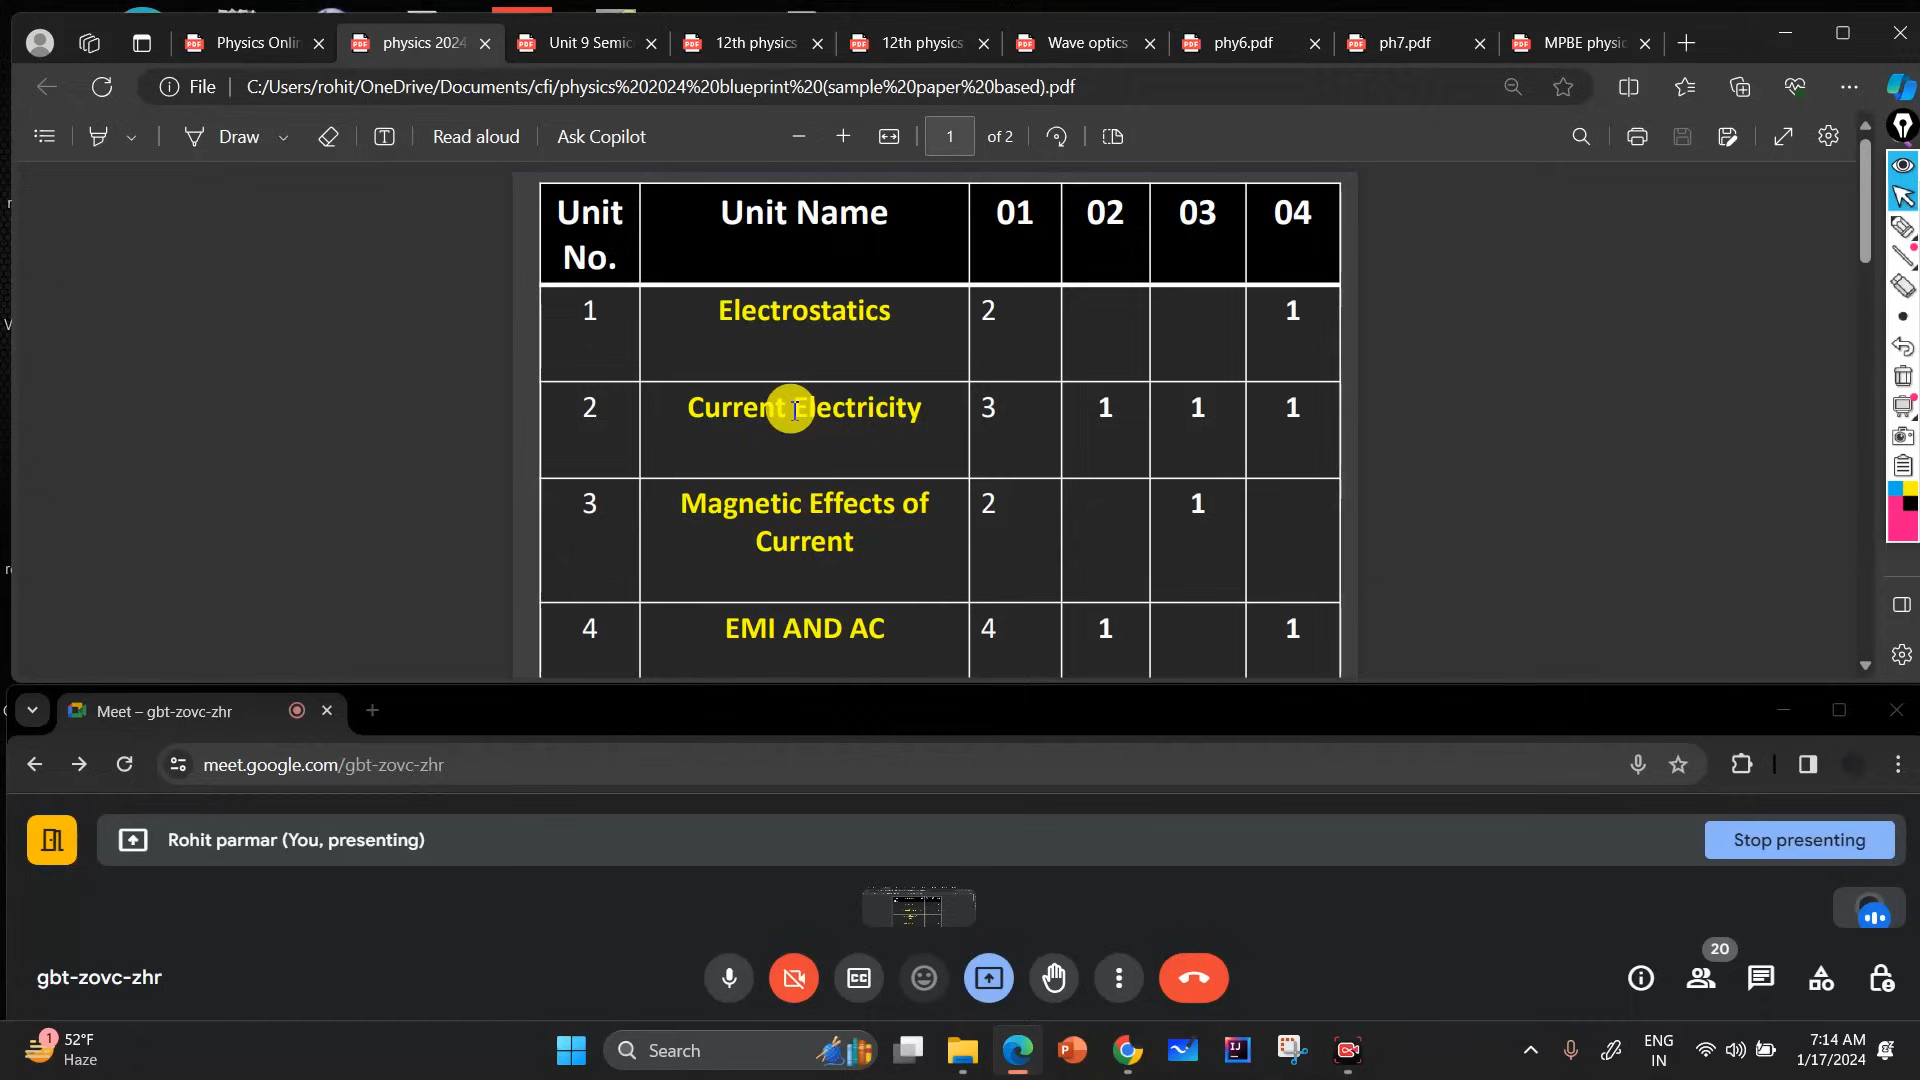 Physics Onlin
physics 2024
Unit 9 Semic
12th physics
12th physics
Wave optics
phy6.pdf
ph7.pdf
MPBE physic
File
C:/Users/rohit/OneDrive/Documents/cfi/physics%202024%20blueprint%20(sample%20paper%20based).pdf
Draw
Read aloud
Ask Copilot
1
of 2
Unit No.
Unit Name
01
02
03
04
1
Electrostatics
2
1
2
Current Electricity
3
1
1
1
3
Magnetic Effects of
Current
2
1
4
EMI AND AC
4
1
1
Meet – gbt-zovc-zhr
meet.google.com/gbt-zovc-zhr
Rohit parmar (You, presenting)
Stop presenting
20
gbt-zovc-zhr
1
52°F
Haze
Search
ENG
IN
7:14 AM
1/17/2024